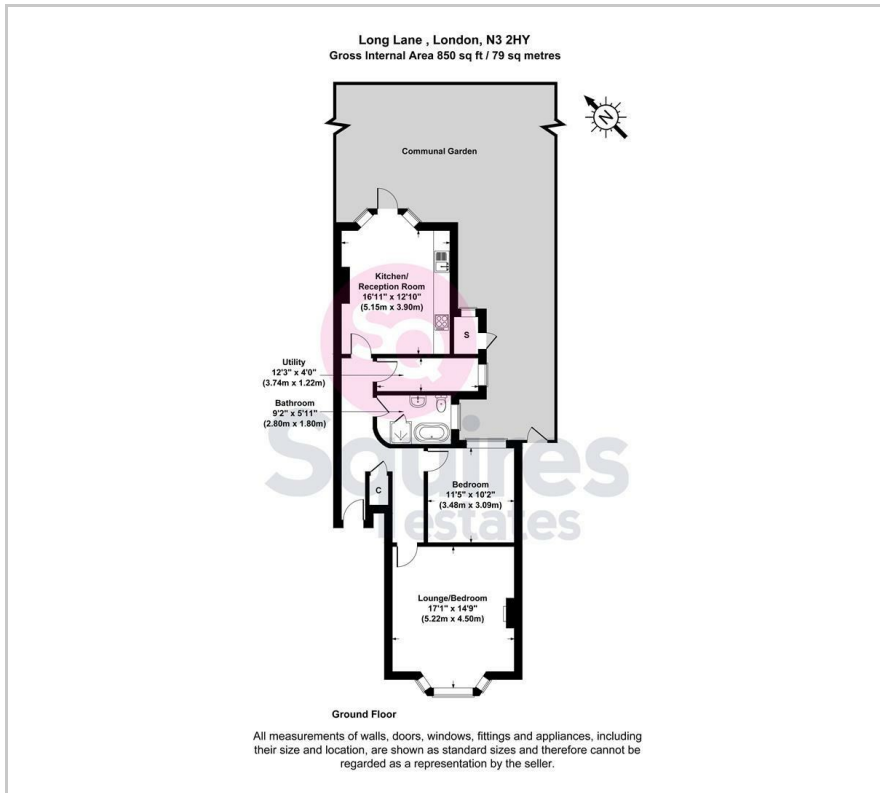 Long Lane , London, N3 2HY
Gross Internal Area 850 sq ft / 79 sq metres
N
Communal Garden
Kitchen/
Reception Room
16'11" x 12'10"
(5.15m x 3.90m)
S
Utility
12'3" x 4'0"
(3.74m x 1.22m)
Bathroom
9'2" x 5'11"
(2.80m x 1.80m)
SQ
Squires
estates
C
Bedroom
11'5" x 10'2"
(3.48m x 3.09m)
Lounge/Bedroom
17'1" x 14'9"
(5.22m x 4.50m)
Ground Floor
All measurements of walls, doors, windows, fittings and appliances, including
their size and location, are shown as standard sizes and therefore cannot be
regarded as a representation by the seller.